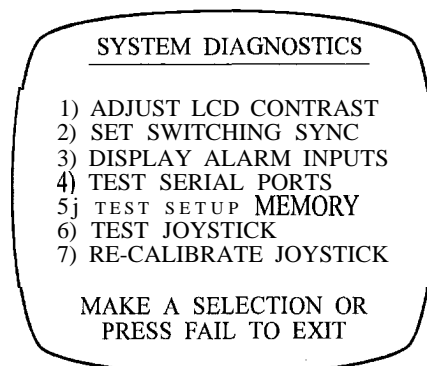 SYSTEM DIAGNOSTICS
1) ADJUST LCD CONTRAST
2) SET SWITCHING SYNC
3) DISPLAY ALARM INPUTS
4) TEST SERIAL PORTS
5j TEST SETUP MEMORY
6) TEST JOYSTICK
7) RE-CALIBRATE JOYSTICK
MAKE A SELECTION OR
PRESS FAIL TO EXIT